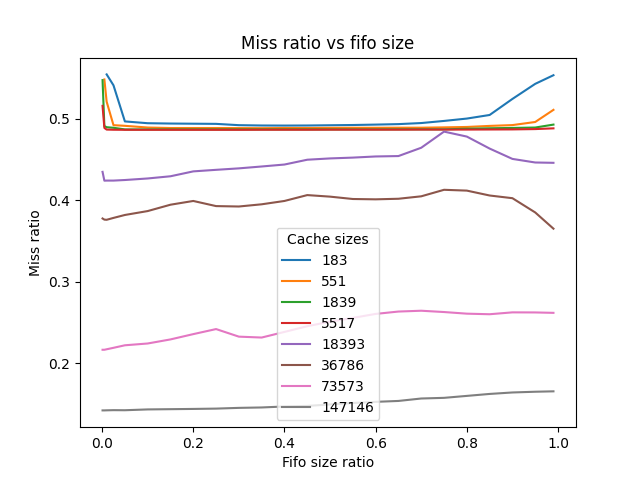 Miss ratio vs fifo size
Miss ratio
0.5
0.4
0.3
0.2
Cache sizes
183
551
1839
5517
18393
36786
73573
147146
0.0 0.2 0.4 0.6 0.8 1.0
Fifo size ratio